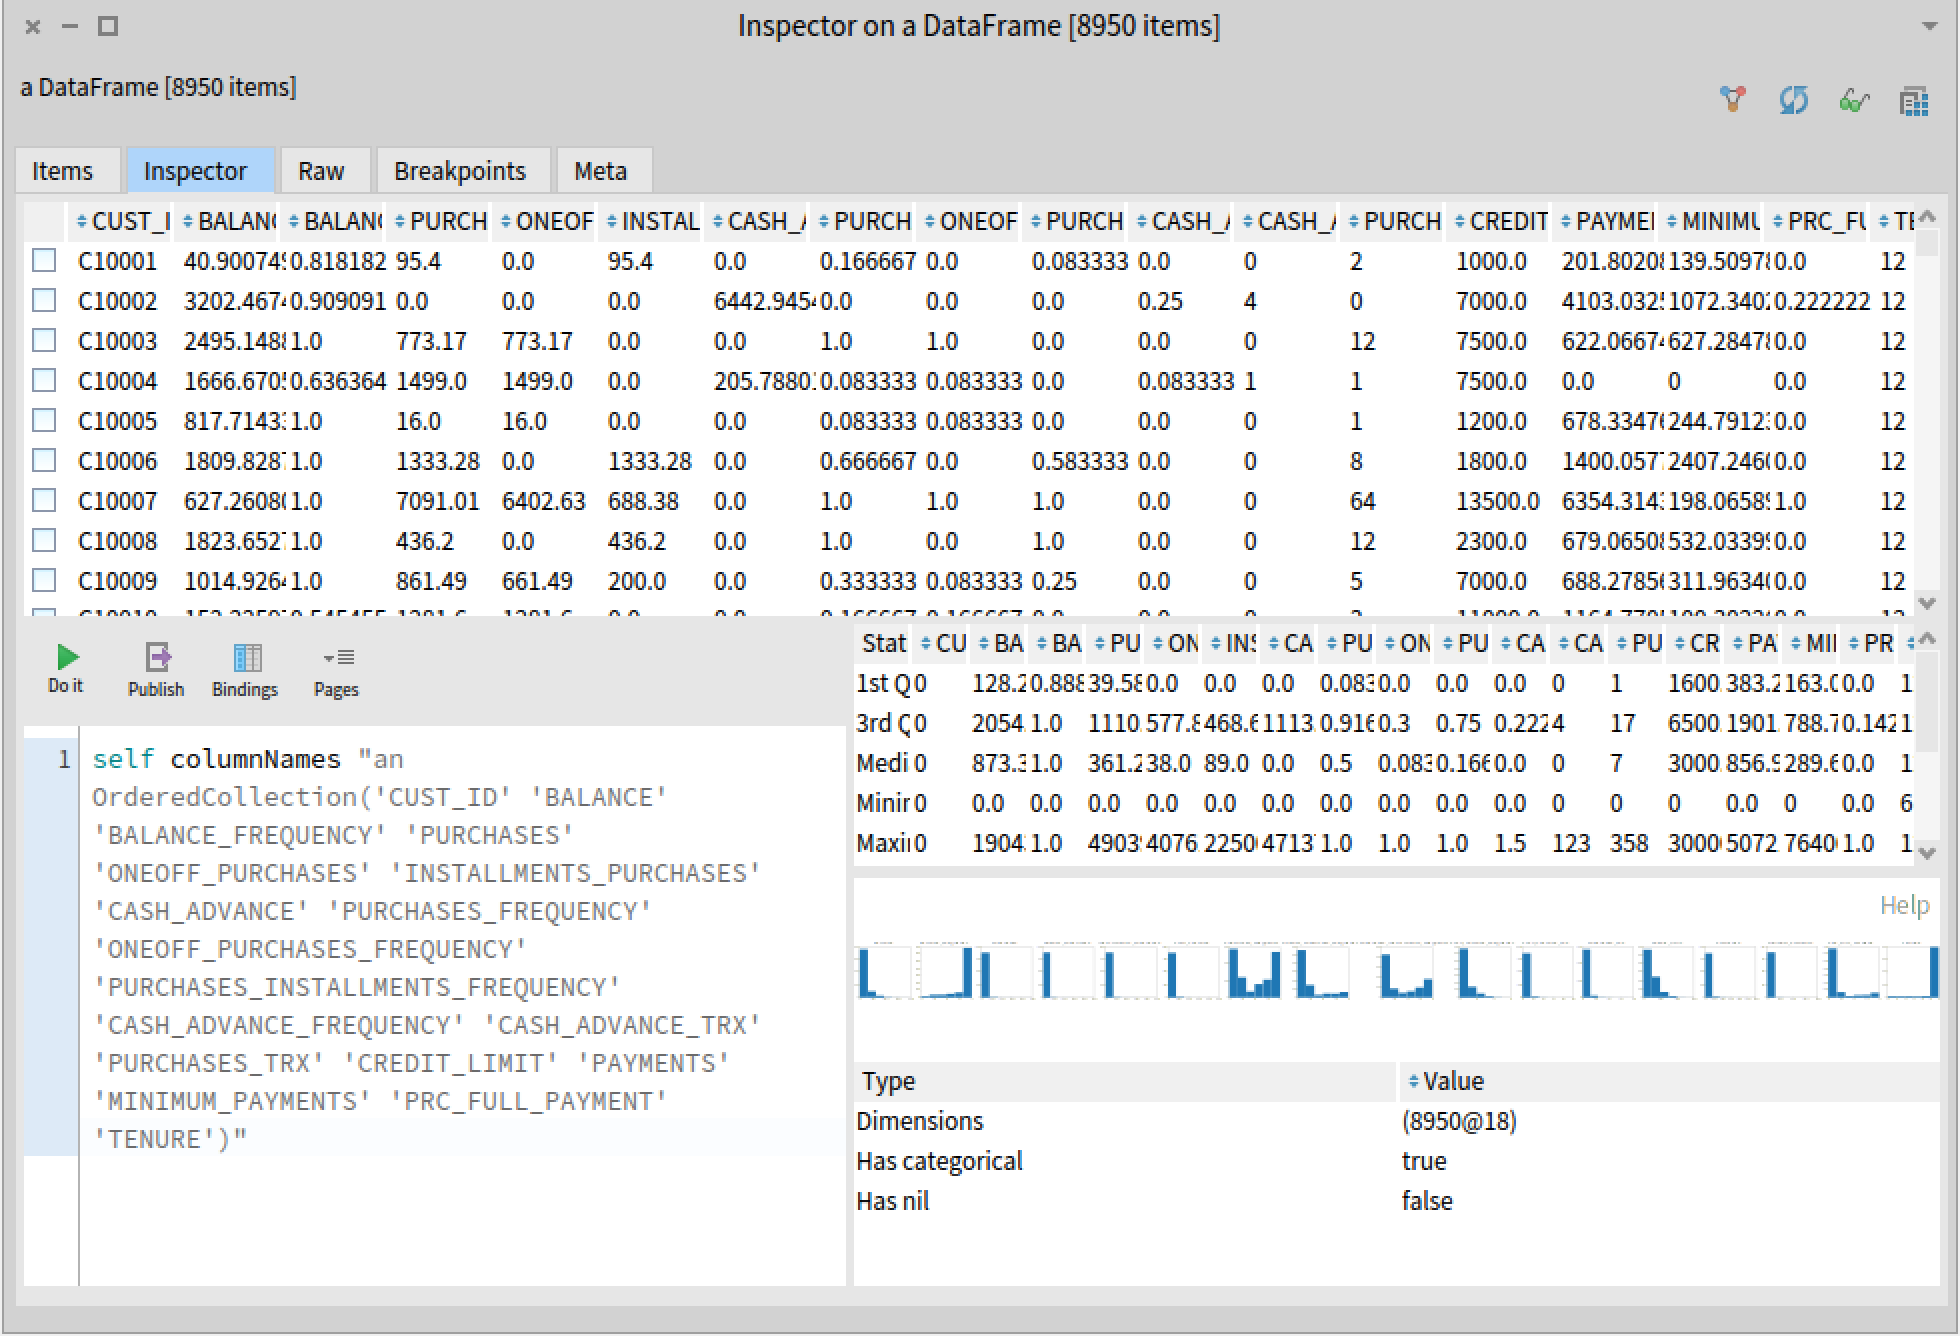 Inspector on a DataFrame [8950 items]
a DataFrame [8950 items]
Items Inspector Raw Breakpoints Meta
CUST_I BALANC BALANC PURCH ONEOF INSTAL CASH_A PURCH ONEOF PURCH CASH_A CASH_A PURCH CREDIT PAYMEI MINIMU PRC_FU TE
C10001 40.90074 0.818182 95.4 0.0 95.4 0.0 0.166667 0.0 0.083333 0.0 0 2 1000.0 201.8020 139.5097 0.0 12
C10002 3202.467 0.909091 0.0 0.0 0.0 6442.945 0.0 0.0 0.0 0.25 4 0 7000.0 4103.032 1072.340 0.222222 12
C10003 2495.148 1.0 773.17 773.17 0.0 0.0 1.0 1.0 0.0 0.0 0 12 7500.0 622.0667 627.2847 0.0 12
C10004 1666.670 0.636364 1499.0 1499.0 0.0 205.7880 0.083333 0.083333 0.0 0.083333 1 1 7500.0 0.0 0 0.0 12
C10005 817.7143 1.0 16.0 16.0 0.0 0.0 0.083333 0.083333 0.0 0.0 0 1 1200.0 678.3347 244.7912 0.0 12
C10006 1809.828 1.0 1333.28 0.0 1333.28 0.0 0.666667 0.0 0.583333 0.0 0 8 1800.0 1400.057 2407.246 0.0 12
C10007 627.2608 1.0 7091.01 6402.63 688.38 0.0 1.0 1.0 1.0 0.0 0 64 13500.0 6354.314 198.0658 1.0 12
C10008 1823.652 1.0 436.2 0.0 436.2 0.0 1.0 0.0 1.0 0.0 0 12 2300.0 679.0650 532.0339 0.0 12
C10009 1014.926 1.0 861.49 661.49 200.0 0.0 0.333333 0.083333 0.25 0.0 0 5 7000.0 688.2785 311.9634 0.0 12
Do it Publish Bindings Pages
1 self columnNames "an
OrderedCollection('CUST_ID' 'BALANCE'
'BALANCE_FREQUENCY' 'PURCHASES'
'ONEOFF_PURCHASES' 'INSTALLMENTS_PURCHASES'
'CASH_ADVANCE' 'PURCHASES_FREQUENCY'
'ONEOFF_PURCHASES_FREQUENCY'
'PURCHASES_INSTALLMENTS_FREQUENCY'
'CASH_ADVANCE_FREQUENCY' 'CASH_ADVANCE_TRX'
'PURCHASES_TRX' 'CREDIT_LIMIT' 'PAYMENTS'
'MINIMUM_PAYMENTS' 'PRC_FULL_PAYMENT'
'TENURE')"
Stat CU BA BA PU ON INS CA PU ON PU CA CA PU CR PA MII PR
1st Q 0 128.2 0.888 39.58 0.0 0.0 0.0 0.083 0.0 0.0 0.0 0 1 1600. 383.2 163.0 0.0 1
3rd Q 0 2054. 1.0 1110. 577.8 468.6 1113. 0.916 0.3 0.75 0.222 4 17 6500. 1901. 788.7 0.142 1
Medi 0 873.3 1.0 361.2 38.0 89.0 0.0 0.5 0.083 0.166 0.0 0 7 3000. 856.9 289.6 0.0 1
Minir 0 0.0 0.0 0.0 0.0 0.0 0.0 0.0 0.0 0.0 0.0 0 0 0 0.0 0 0.0 6
Maxii 0 1904 1.0 4903 4076 2250 4713 1.0 1.0 1.0 1.5 123 358 3000 5072 7640 1.0 1
Help
Type Value
Dimensions (8950@18)
Has categorical true
Has nil false